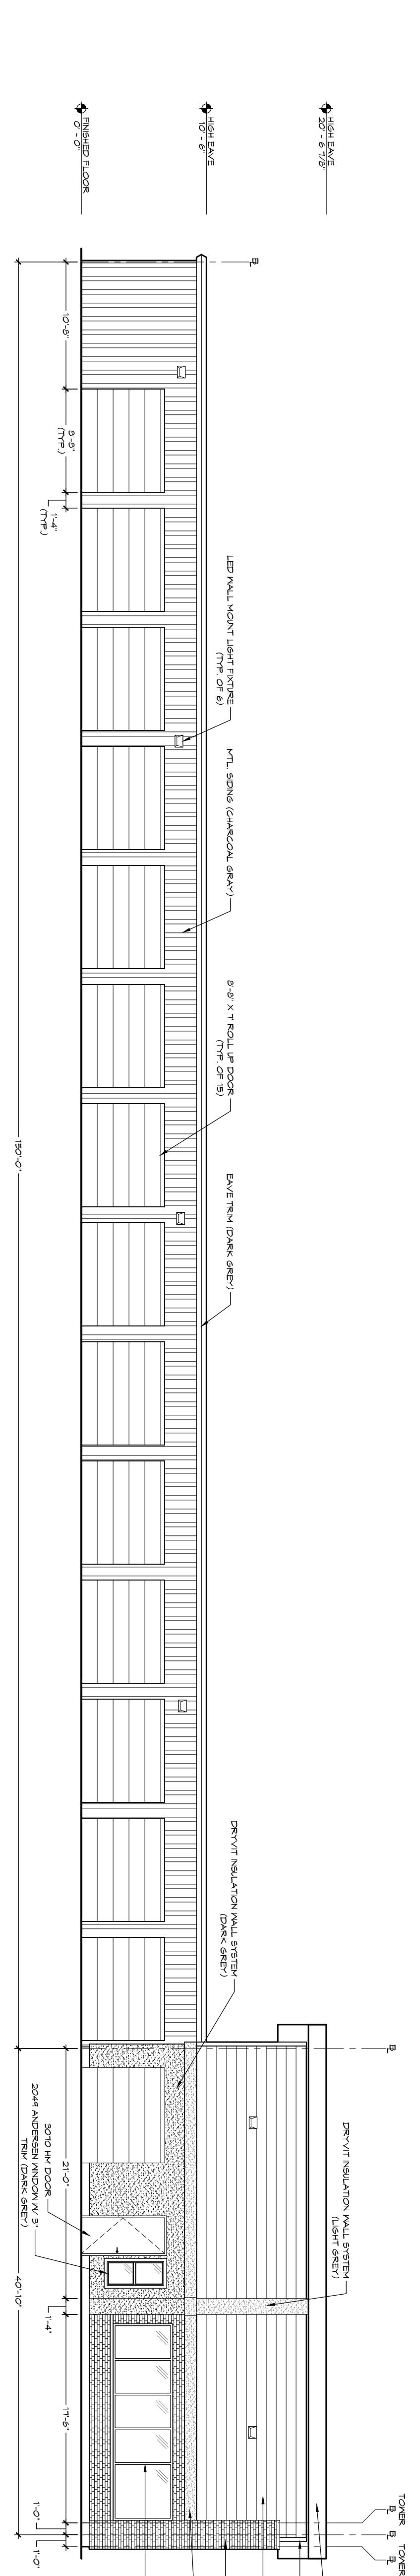 HIGH EAVE
20' - 6 7/8"
HIGH EAVE
10' - 6"
FINISHED FLOOR
0' - 0"
10'-8"
8'-8"
(TYP.)
1'-4"
(TYP.)
LED WALL MOUNT LIGHT FIXTURE
(TYP. OF 6)
MTL. SIDING (CHARCOAL GRAY)
8'-8" X 7' ROLL UP DOOR
(TYP. OF 15)
EAVE TRIM (DARK GREY)
150'-0"
DRYVIT INSULATION WALL SYSTEM
(DARK GREY)
DRYVIT INSULATION WALL SYSTEM
(LIGHT GREY)
3070 HM DOOR
2049 ANDERSEN WINDOW W/ 3"
TRIM (DARK GREY)
21'-0"
1'-4"
17'-6"
1'-0"
1'-0"
40'-10"
TOWER
TOWER